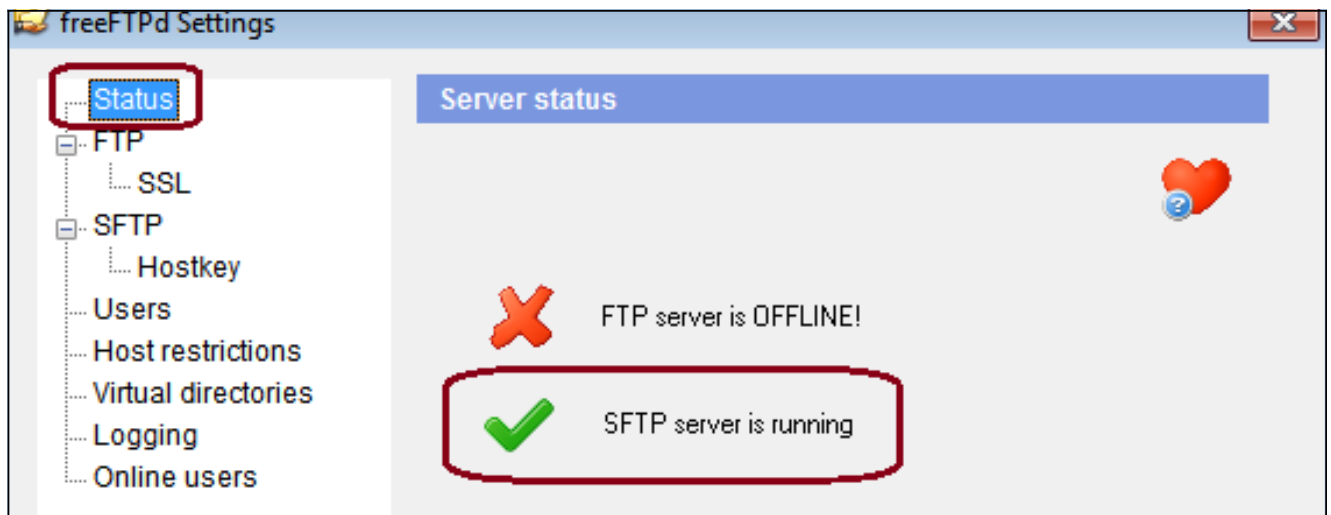 freeFTPd Settings
Status
FTP
SSL
SFTP
Hostkey
Users
Host restrictions
Virtual directories
Logging
Online users
Server status
?
FTP server is OFFLINE!
SFTP server is running